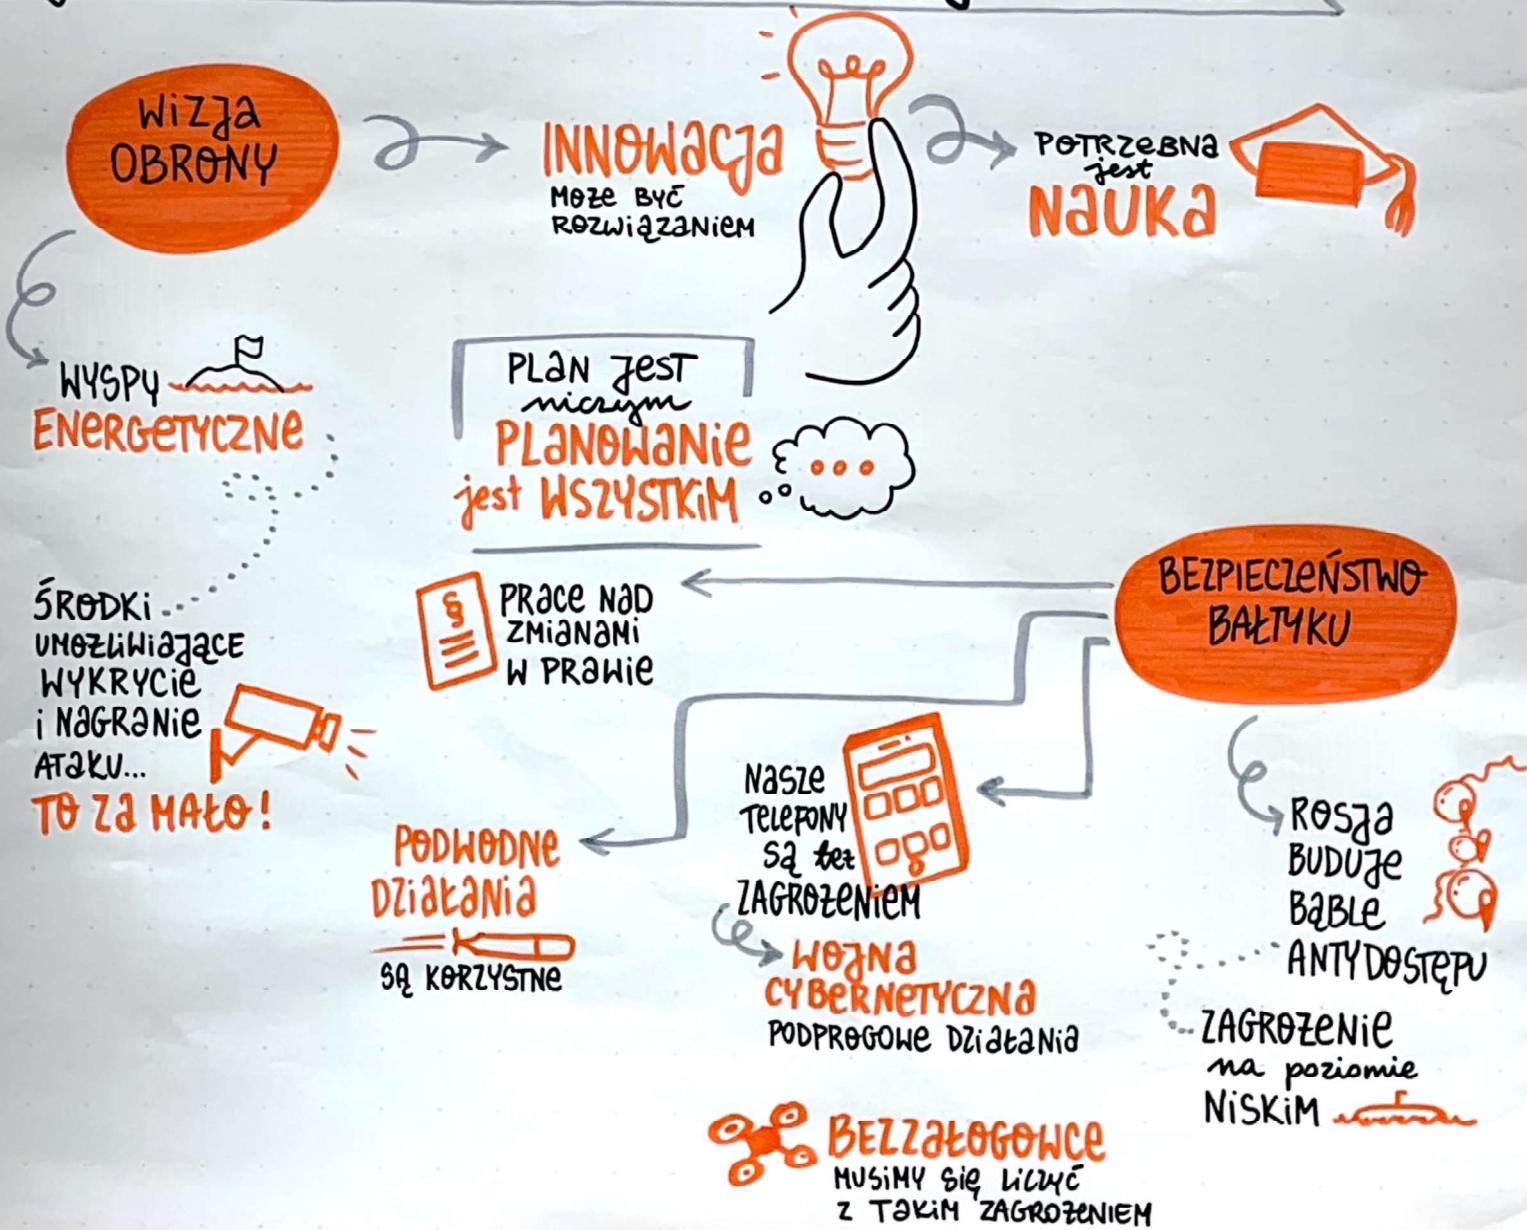 WIZJA
OBRONY
INNOWACJA
MOŻE BYĆ
ROZWIĄZANIEM
POTRZEBNA
jest
NAUKA
WYSPY
ENERGETYCZNE
PLAN JEST
niczym
PLANOWANIE
jest WSZYSTKIM
ŚRODKI
UMOŻLIWIAJĄCE
WYKRYCIE
i NAGRANIE
ATAKU...
TO ZA MAŁO!
BEZPIECZEŃSTWO
BAŁTYKU
§
PRACE NAD
ZMIANAMI
W PRAWIE
PODWODNE
DZIAŁANIA
SĄ KORZYSTNE
NASZE
TELEFONY
SĄ też
ZAGROŻENIEM
WOJNA
CYBERNETYCZNA
PODPROGOWE DZIAŁANIA
ROSJA
BUDUJE
BĄBLE
ANTYDOSTĘPU
ZAGROŻENIE
na poziomie
NISKIM
BEZZAŁOGOWCE
MUSIMY SIĘ LICZYĆ
Z TAKIM ZAGROŻENIEM